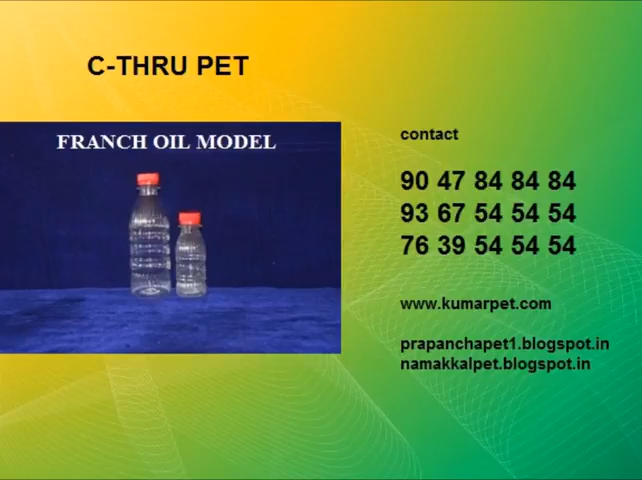 C-THRU PET
FRANCH OIL MODEL
contact
90 47 84 84 84
93 67 54 54 54
76 39 54 54 54
www.kumarpet.com
prapanchapet1.blogspot.in
namakkalpet.blogspot.in